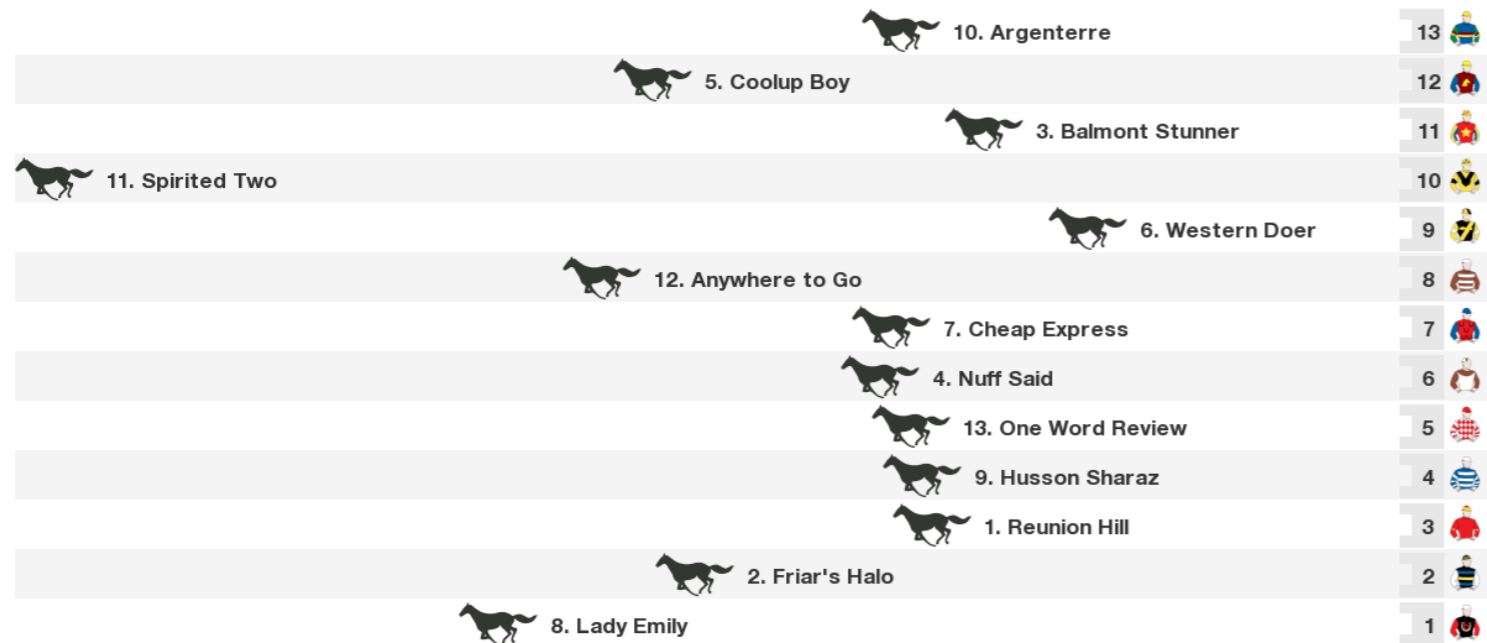 10. Argenterre 13
5. Coolup Boy 12
3. Balmont Stunner 11
11. Spirited Two 10
6. Western Doer 9
12. Anywhere to Go 8
7. Cheap Express 7
4. Nuff Said 6
13. One Word Review 5
9. Husson Sharaz 4
1. Reunion Hill 3
2. Friar's Halo 2
8. Lady Emily 1